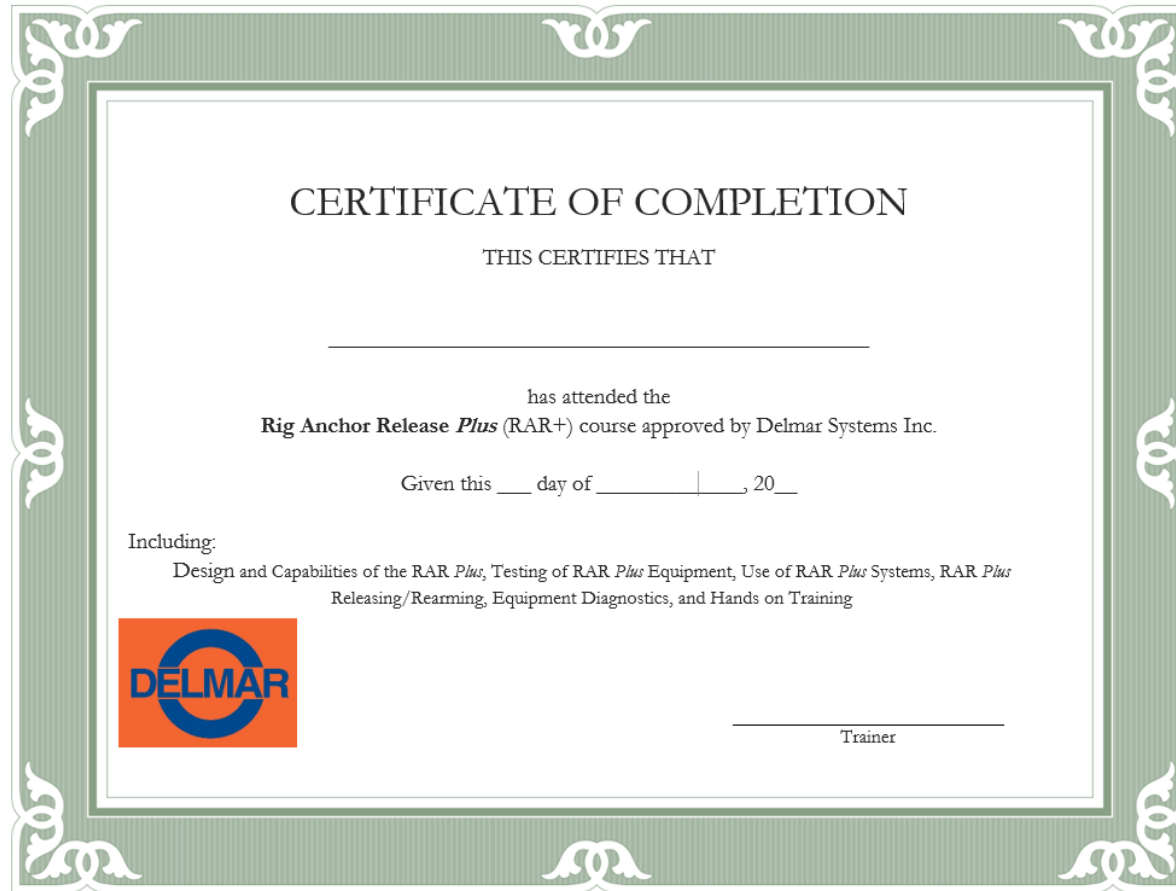 CERTIFICATE OF COMPLETION
THIS CERTIFIES THAT
has attended the
Rig Anchor Release Plus (RAR+) course approved by Delmar Systems Inc.
Given this ___ day of _____________, 20__
Including:
Design and Capabilities of the RAR Plus, Testing of RAR Plus Equipment, Use of RAR Plus Systems, RAR Plus
Releasing/Rearming, Equipment Diagnostics, and Hands on Training
DELMAR
Trainer